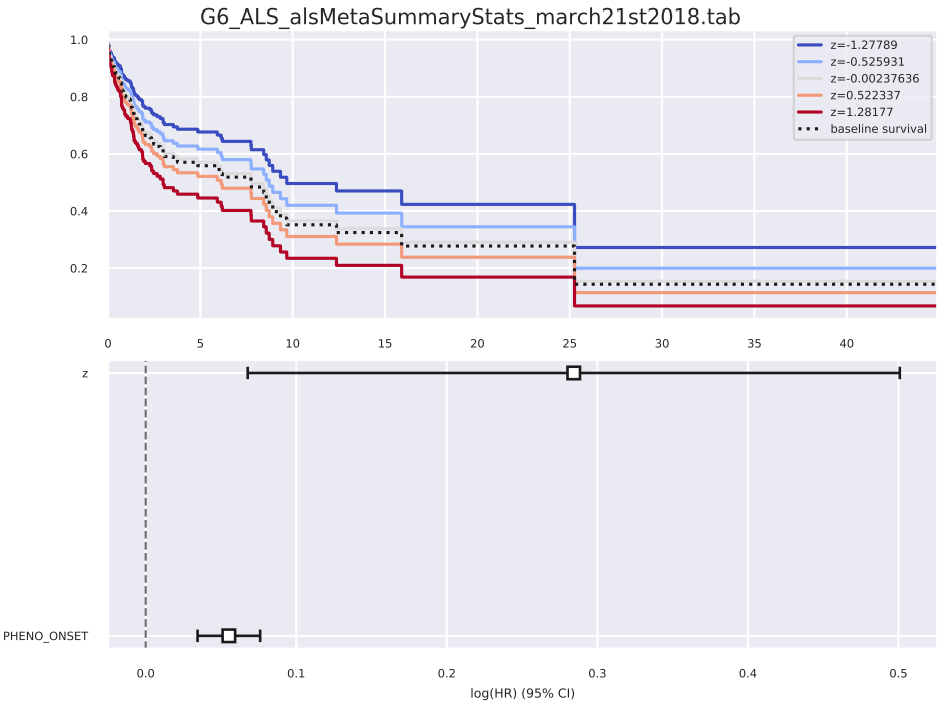 G6_ALS_alsMetaSummaryStats_march21st2018.tab
1.0
0.8
0.6
0.4
0.2
z=-1.27789
z=-0.525931
z=-0.00237636
z=0.522337
z=1.28177
baseline survival
0 5 10 15 20 25 30 35 40
z
PHENO_ONSET
0.0 0.1 0.2 0.3 0.4 0.5
log(HR) (95% CI)